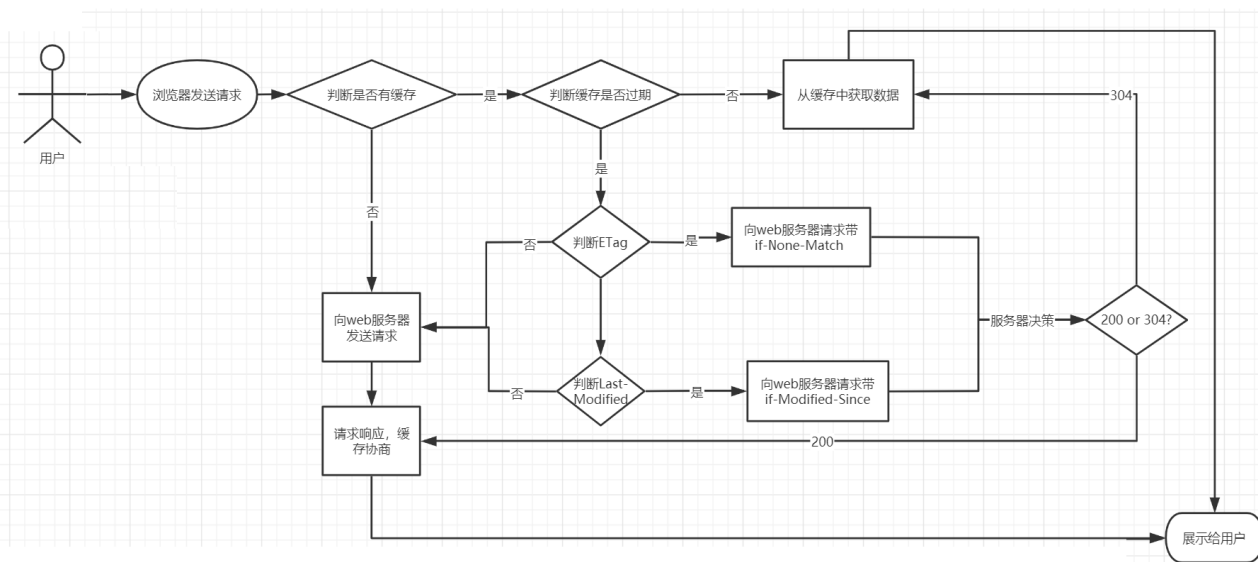 用户
浏览器发送请求
判断是否有缓存
是
判断缓存是否过期
否
从缓存中获取数据
304
否
是
判断ETag
否
是
向web服务器请求带
if-None-Match
向web服务器
发送请求
服务器决策
200 or 304?
判断Last-
Modified
否
是
向web服务器请求带
if-Modified-Since
请求响应，缓
存协商
200
展示给用户